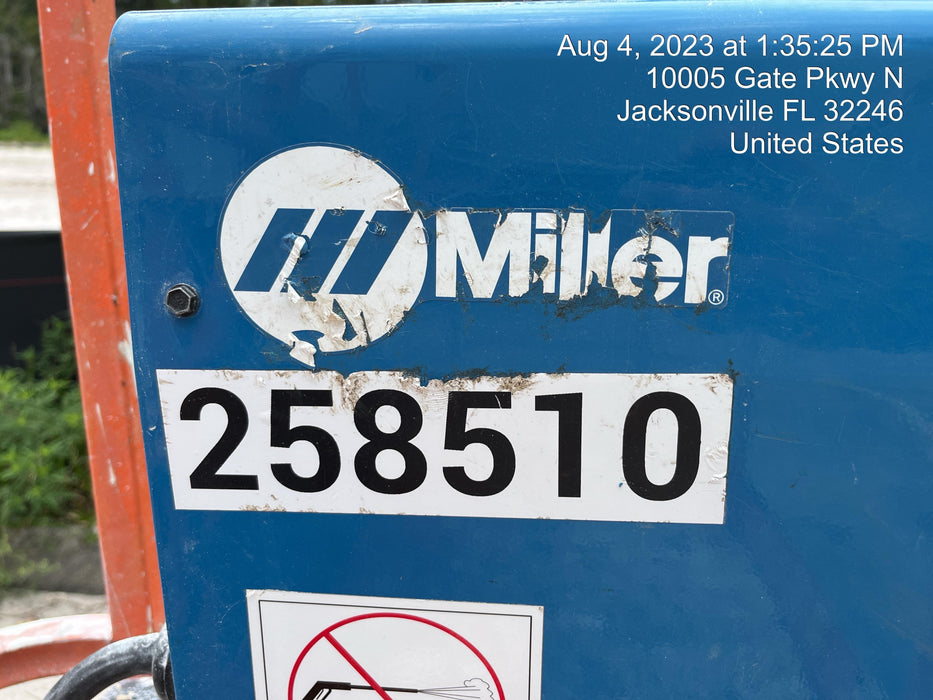 Aug 4, 2023 at 1:35:25 PM
10005 Gate Pkwy N
Jacksonville FL 32246
United States
Miller®
258510